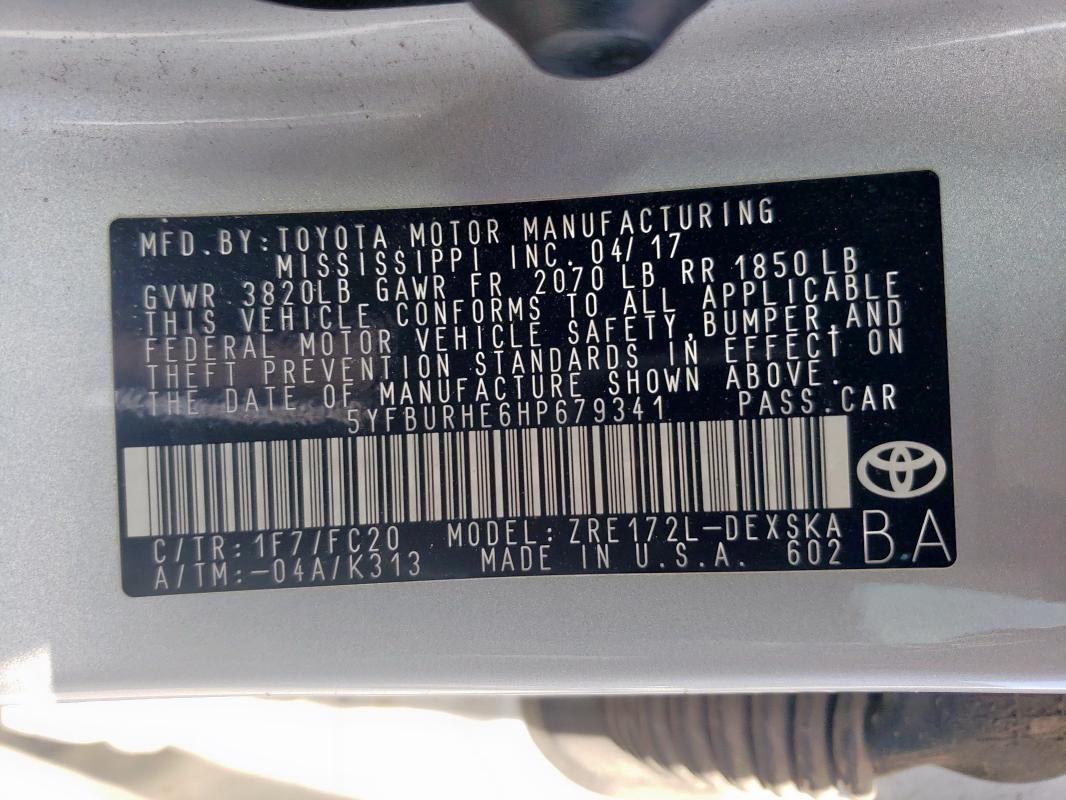 MFD.BY:TOYOTA MOTOR MANUFACTURING
MISSISSIPPI INC. 04/17
GVWR 3820LB GAWR FR 2070 LB RR 1850 LB
THIS VEHICLE CONFORMS TO ALL APPLICABLE
FEDERAL MOTOR VEHICLE SAFETY, BUMPER, AND
THEFT PREVENTION STANDARDS IN EFFECT ON
THE DATE OF MANUFACTURE SHOWN ABOVE.
5YFBURHE6HP679341 PASS.CAR
C/TR:1F7/FC20 MODEL:ZRE172L-DEXSKA
A/TM:-04A/K313 MADE IN U.S.A. 602 B.A